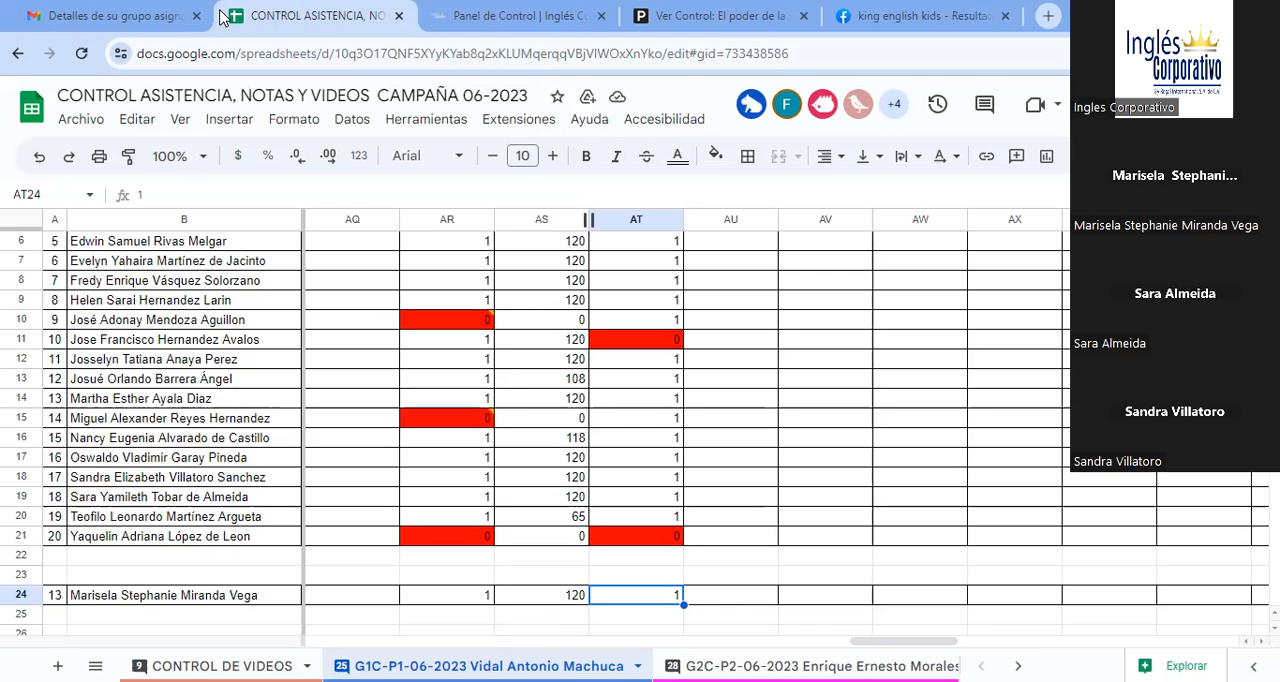 Detalles de su grupo asigna
CONTROL ASISTENCIA, NO
Panel de Control | Inglés Co
Ver Control: El poder de la
king english kids - Resultado
docs.google.com/spreadsheets/d/
/edit#gid=733438586
CONTROL ASISTENCIA, NOTAS Y VIDEOS - CAMPAÑA 06-2023
F
+4
Archivo Editar Ver Insertar Formato Datos Herramientas Extensiones Ayuda Accesibilidad
100% $ % .0 .00 123 Arial 10 B I A
AT24 fx 1
A B AQ AR AS AT AU AV AW AX
6 5 Edwin Samuel Rivas Melgar 1 120 1
7 6 Evelyn Yahaira Martínez de Jacinto 1 120 1
8 7 Fredy Enrique Vásquez Solorzano 1 120 1
9 8 Helen Sarai Hernandez Larin 1 120 1
10 9 José Adonay Mendoza Aguillon 0 0 1
11 10 Jose Francisco Hernandez Avalos 1 120 0
12 11 Josselyn Tatiana Anaya Perez 1 120 1
13 12 Josué Orlando Barrera Ángel 1 108 1
14 13 Martha Esther Ayala Diaz 1 120 1
15 14 Miguel Alexander Reyes Hernandez 0 0 1
16 15 Nancy Eugenia Alvarado de Castillo 1 118 1
17 16 Oswaldo Vladimir Garay Pineda 1 120 1
18 17 Sandra Elizabeth Villatoro Sanchez 1 120 1
19 18 Sara Yamileth Tobar de Almeida 1 120 1
20 19 Teofilo Leonardo Martínez Argueta 1 65 1
21 20 Yaquelin Adriana López de Leon 0 0 0
22
23
24 13 Marisela Stephanie Miranda Vega 1 120 1
25
26
9 CONTROL DE VIDEOS
25 G1C-P1-06-2023 Vidal Antonio Machuca
28 G2C-P2-06-2023 Enrique Ernesto Morales
Explorar
Inglés
Corporativo
Ingles Corporativo
Marisela Stephani...
Marisela Stephanie Miranda Vega
Sara Almeida
Sara Almeida
Sandra Villatoro
Sandra Villatoro